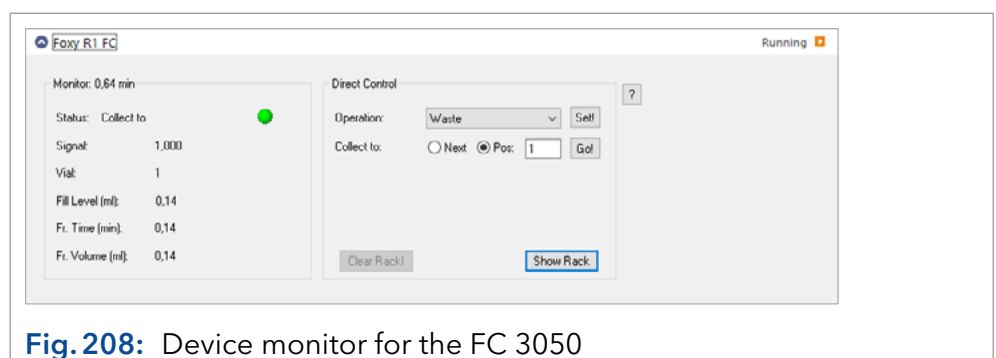 Foxy R1 FC Running
Monitor: 0,64 min
Status: Collect to
Signal: 1,000
Vial: 1
Fill Level (ml): 0,14
Fr. Time (min): 0,14
Fr. Volume (ml): 0,14
Direct Control
Operation: Waste Set!
Collect to: Next Pos: 1 Go!
Clear Rack! Show Rack
?
Fig. 208: Device monitor for the FC 3050